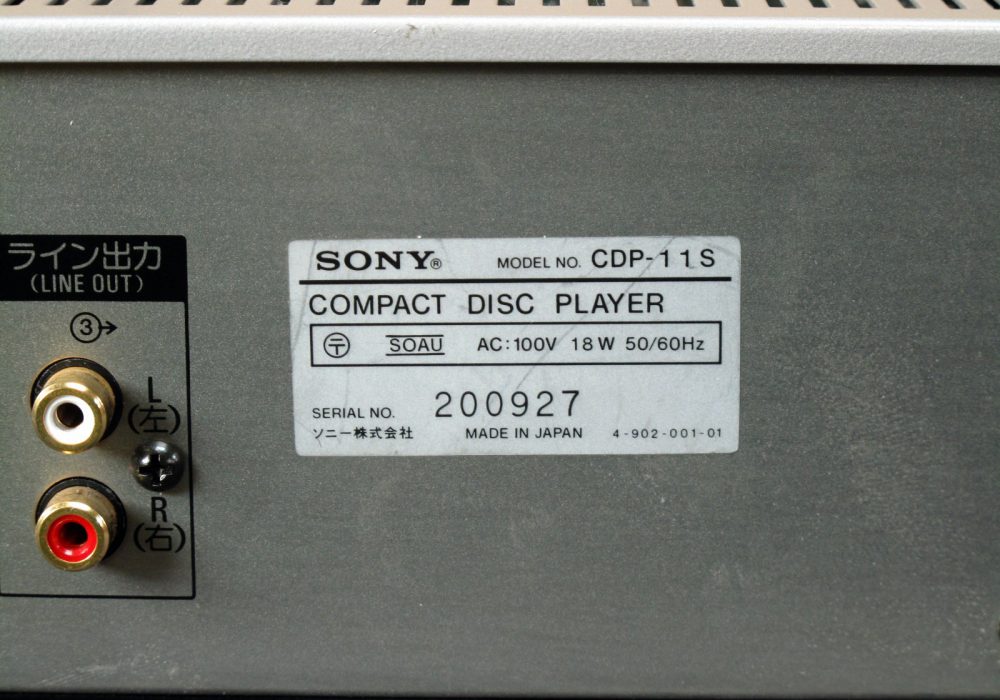 ライン出力
(LINE OUT)
③→
L
(左)
R
(右)
SONY®
MODEL NO. CDP-11S
COMPACT DISC PLAYER
〒 SOAU AC:100V 18W 50/60Hz
SERIAL NO. 200927
ソニー株式会社 MADE IN JAPAN 4-902-001-01